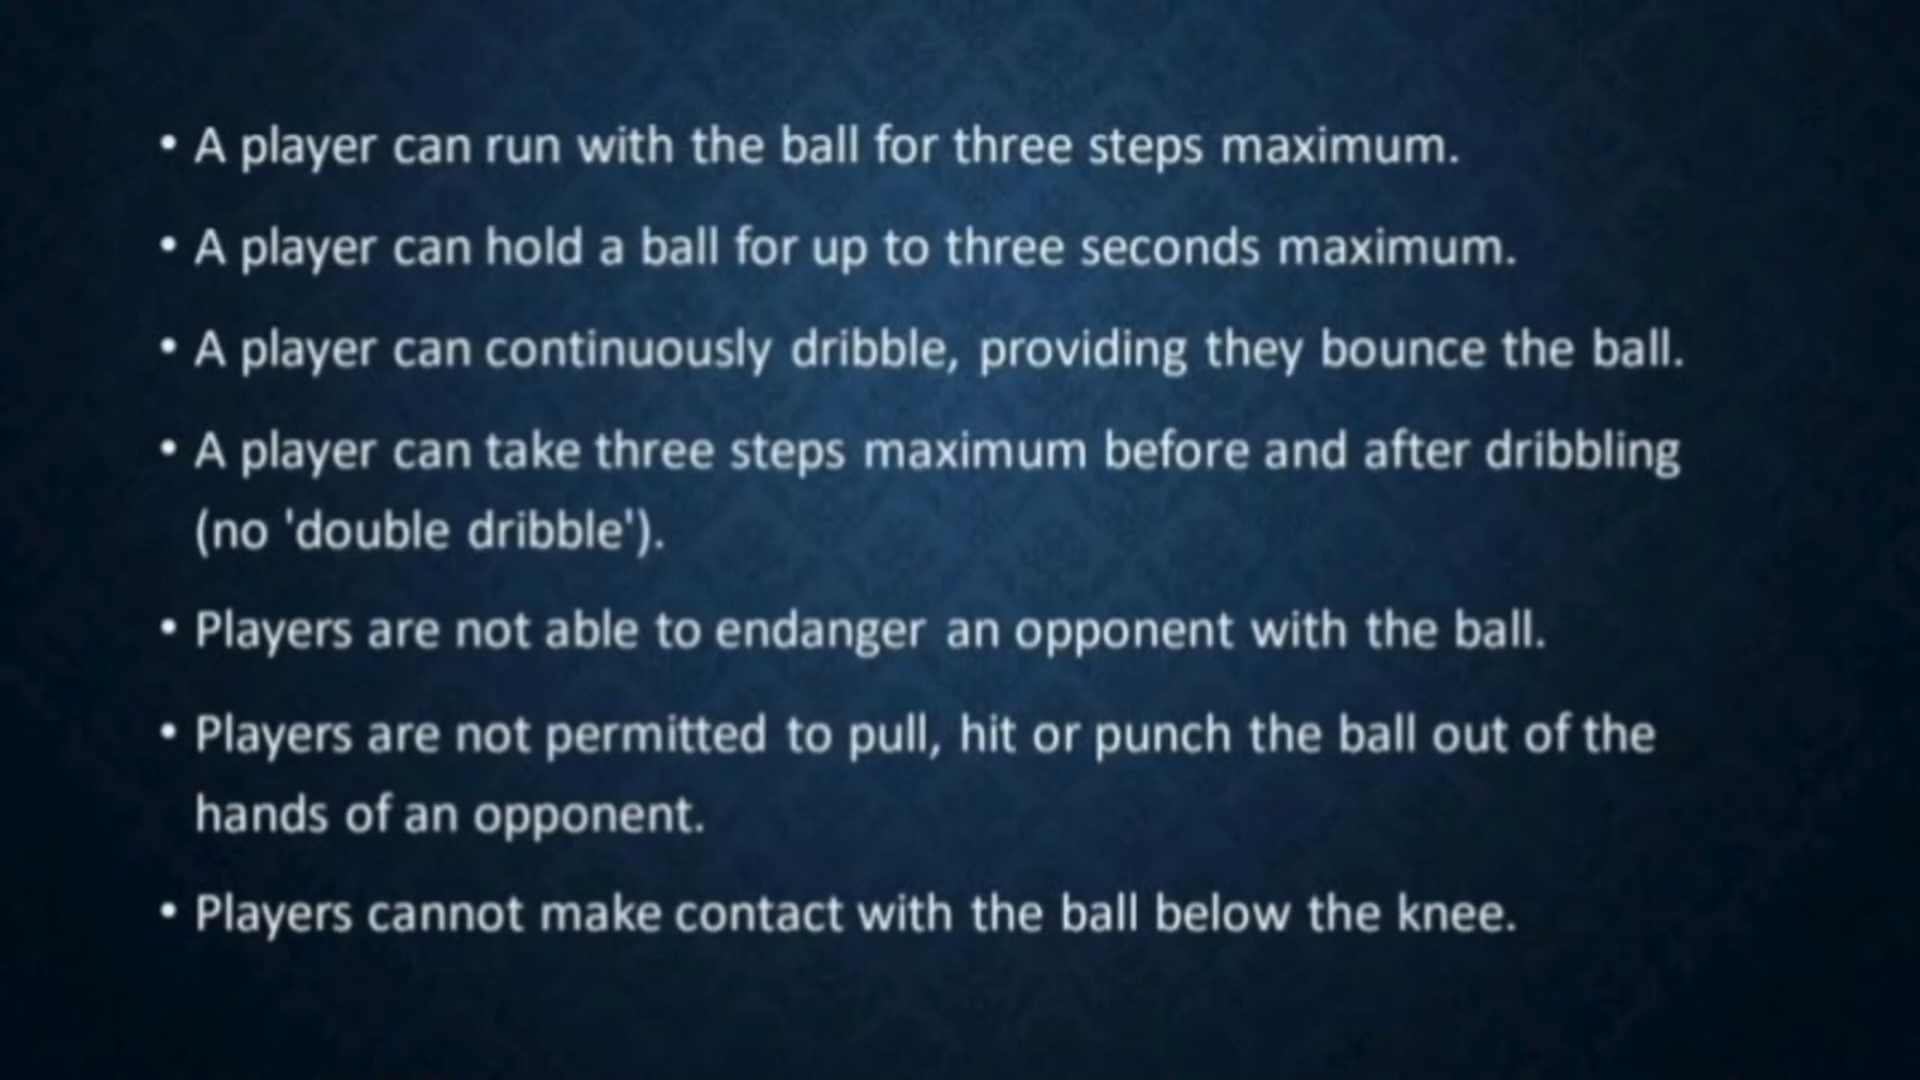 • A player can run with the ball for three steps maximum.
• A player can hold a ball for up to three seconds maximum.
• A player can continuously dribble, providing they bounce the ball.
• A player can take three steps maximum before and after dribbling
(no 'double dribble').
• Players are not able to endanger an opponent with the ball.
• Players are not permitted to pull, hit or punch the ball out of the
hands of an opponent.
• Players cannot make contact with the ball below the knee.